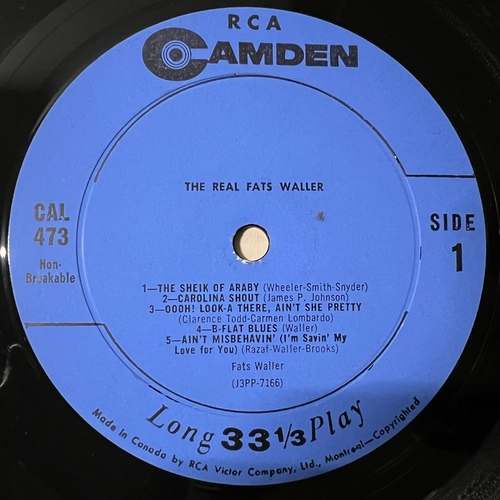 RCA
CAMDEN
THE REAL FATS WALLER
CAL
473
SIDE
1
Non-
Breakable
1—THE SHEIK OF ARABY (Wheeler-Smith-Snyder)
2—CAROLINA SHOUT (James P. Johnson)
3—OOOH! LOOK-A THERE, AIN'T SHE PRETTY
(Clarence Todd-Carmen Lombardo)
4—B-FLAT BLUES (Waller)
5—AIN'T MISBEHAVIN' (I'm Savin' My
Love for You) (Razaf-Waller-Brooks)
Fats Waller
(J3PP-7166)
Long 33 1/3 Play
Made in Canada by RCA Victor Company, Ltd., Montreal—Copyrighted